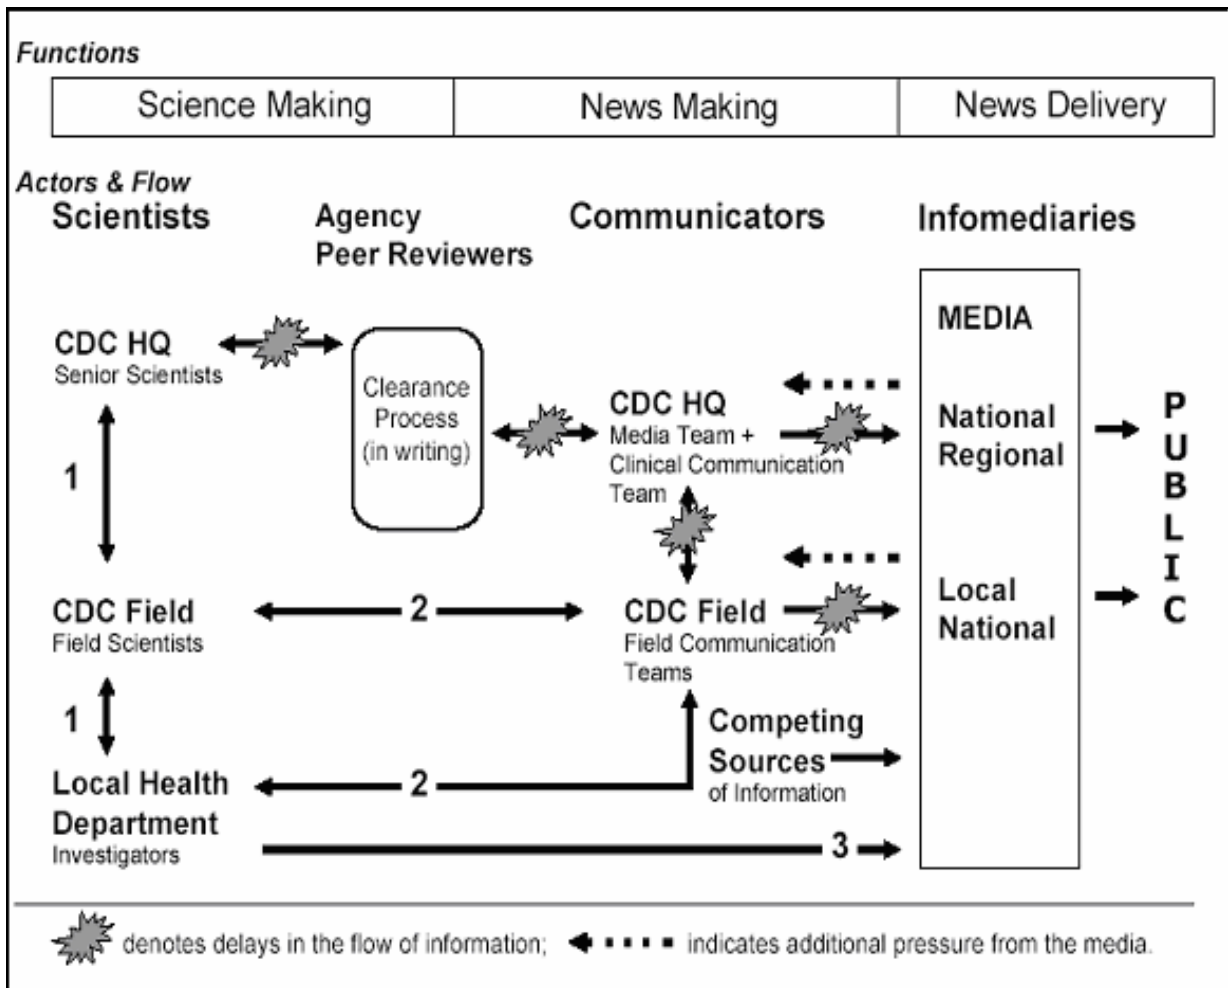 Functions
Science Making
News Making
News Delivery
Actors & Flow
Scientists
Agency
Peer Reviewers
Communicators
Infomediaries
CDC HQ
Senior Scientists
Clearance
Process
(in writing)
CDC HQ
Media Team +
Clinical Communication
Team
MEDIA
National
Regional
PUBLIC
1
CDC Field
Field Scientists
2
CDC Field
Field Communication
Teams
Local
National
1
Local Health
Department
Investigators
2
Competing
Sources
of Information
3
denotes delays in the flow of information;
indicates additional pressure from the media.